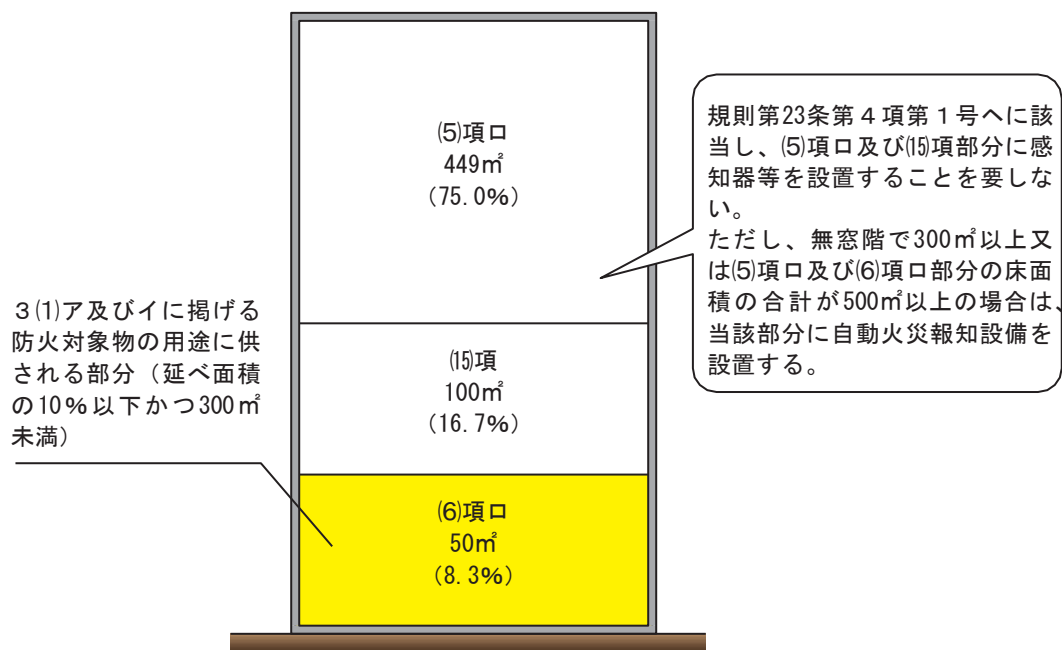 ⑸項ロ
449㎡
(75.0%)
規則第23条第４項第１号ヘに該
当し、⑸項ロ及び⒂項部分に感
知器等を設置することを要しな
い。
ただし、無窓階で300㎡以上又
は⑸項ロ及び⑹項ロ部分の床面
積の合計が500㎡以上の場合は、
当該部分に自動火災報知設備を
設置する。
３⑴ア及びイに掲げる
防火対象物の用途に供
される部分（延べ面積
の10％以下かつ300㎡
未満）
⒂項
100㎡
(16.7%)
⑹項ロ
50㎡
(8.3%)